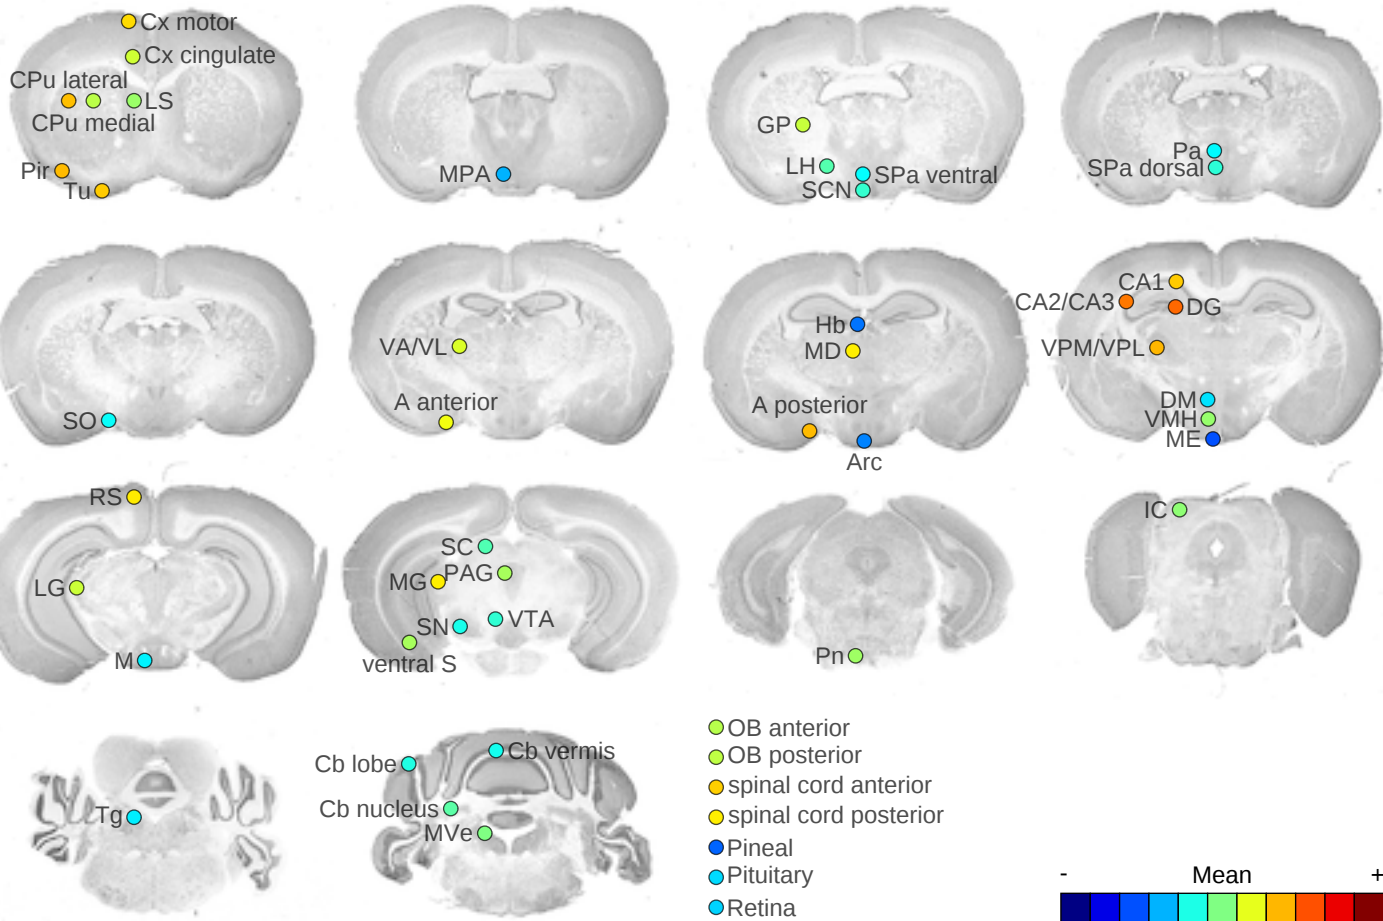 Cx motor
Cx cingulate
CPu lateral
LS
CPu medial
Pir
Tu
MPA
GP
LH
SPa ventral
SCN
Pa
SPa dorsal
SO
VA/VL
A anterior
Hb
MD
A posterior
Arc
CA1
CA2/CA3
DG
VPM/VPL
DM
VMH
ME
RS
LG
M
SC
MG
PAG
SN
VTA
ventral S
Pn
IC
Tg
Cb lobe
Cb vermis
Cb nucleus
MVe
OB anterior
OB posterior
spinal cord anterior
spinal cord posterior
Pineal
Pituitary
Retina
- Mean +